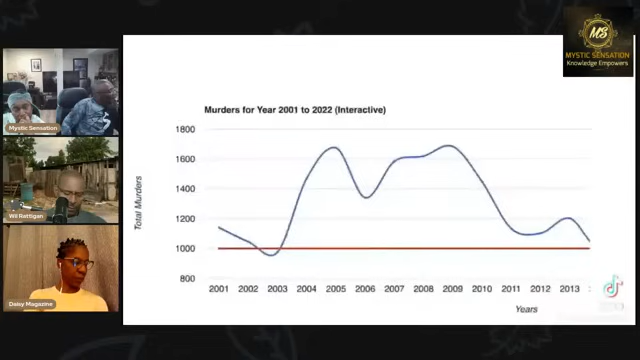 MS
MYSTIC SENSATION
Knowledge Empowers
Mystic Sensation
Wil Rattigan
Daisy Magazine
Murders for Year 2001 to 2022 (Interactive)
Total Murders
1800
1600
1400
1200
1000
800
2001 2002 2003 2004 2005 2006 2007 2008 2009 2010 2011 2012 2013
Years